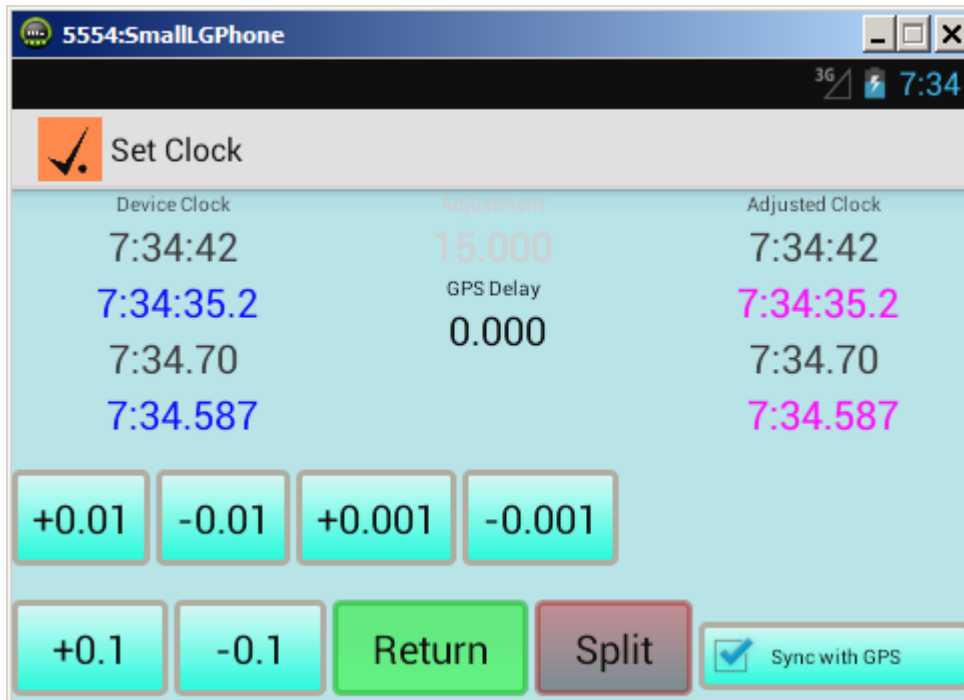 5554:SmallLGPhone
3G 7:34
Set Clock
Device Clock Adjustment Adjusted Clock
7:34:42 15.000 7:34:42
7:34:35.2 GPS Delay 7:34:35.2
0.000
7:34.70 7:34.70
7:34.587 7:34.587
+0.01 -0.01 +0.001 -0.001
+0.1 -0.1 Return Split Sync with GPS